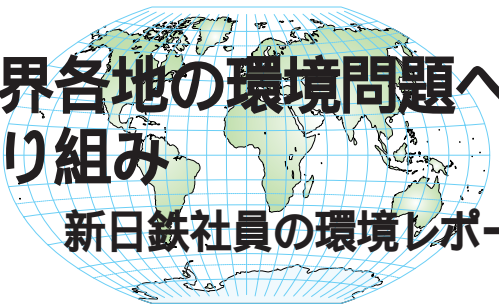 界各地の環境問題へ
り組み
新日鉄社員の環境レポー